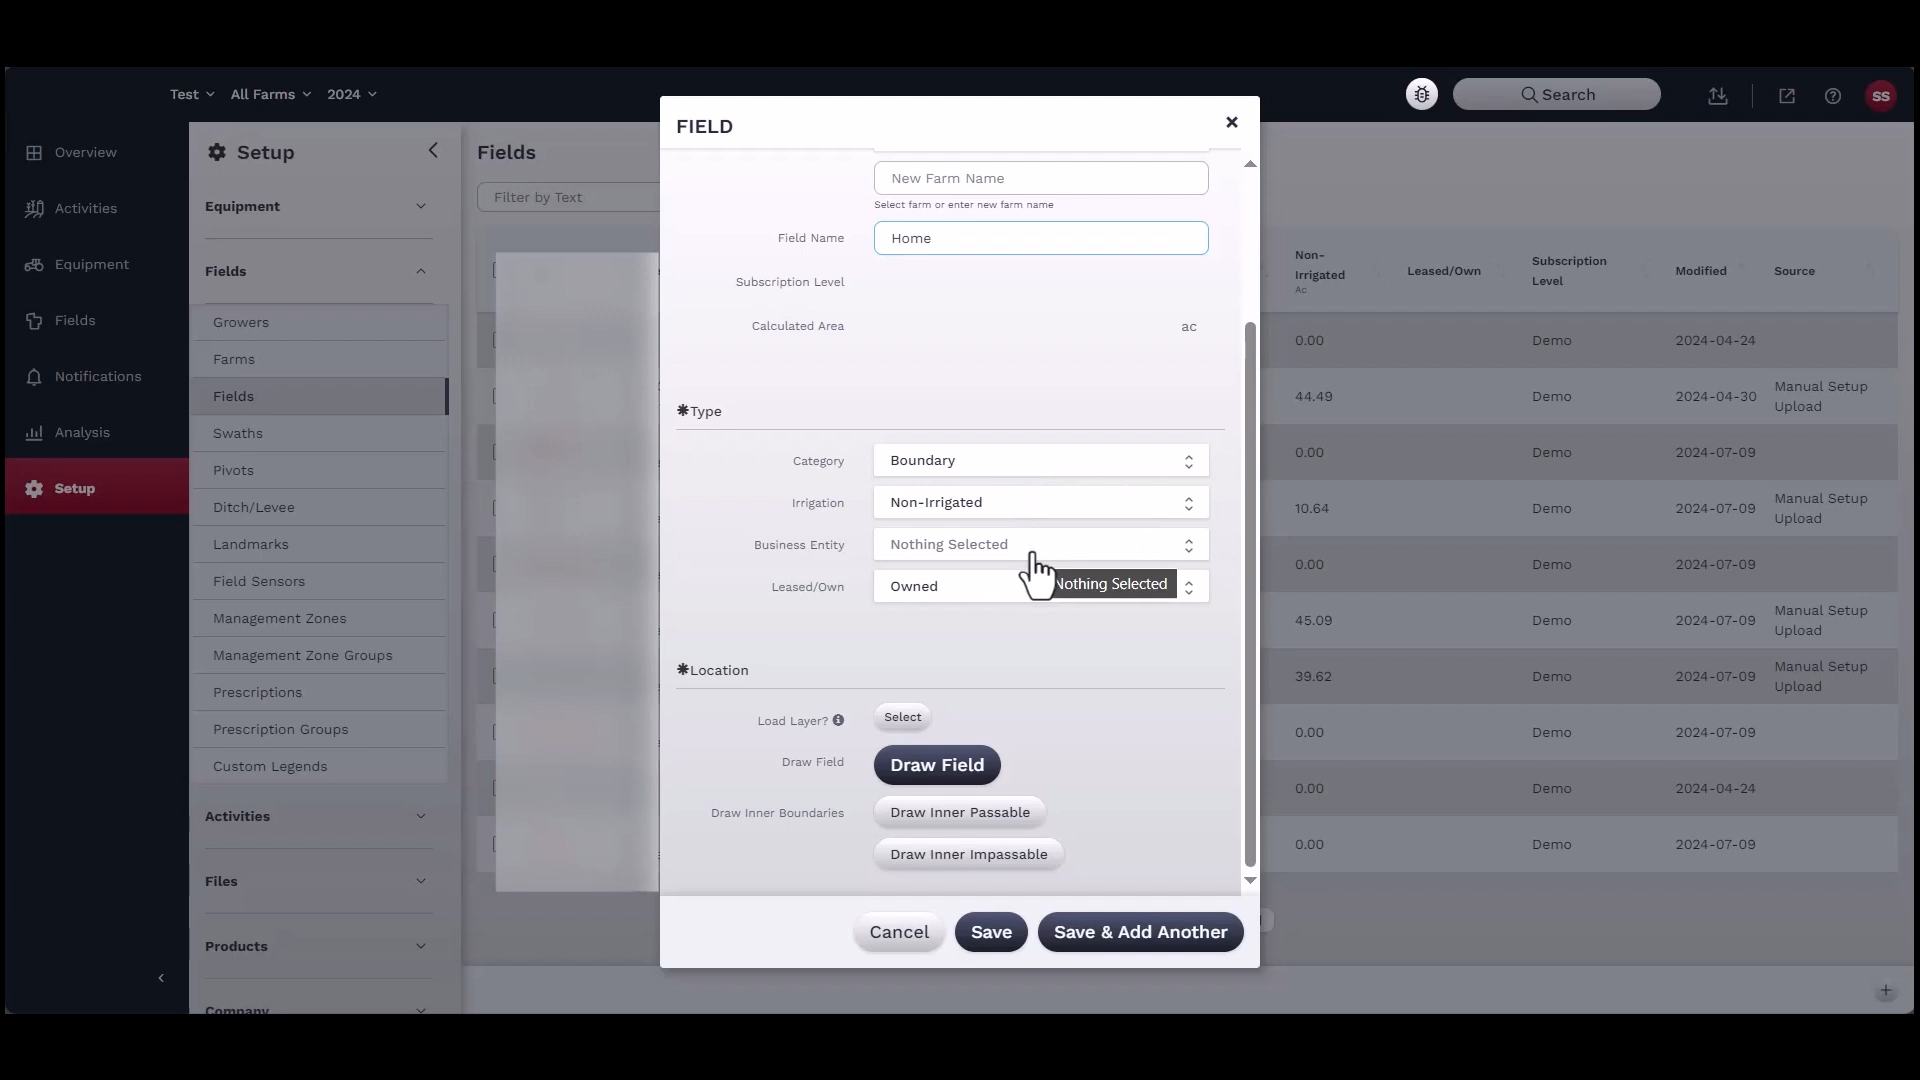 Test
All Farms
2024
Search
SS
Overview
Activities
Equipment
Fields
Notifications
Analysis
Setup
Setup
Equipment
Fields
Growers
Farms
Fields
Swaths
Pivots
Ditch/Levee
Landmarks
Field Sensors
Management Zones
Management Zone Groups
Prescriptions
Prescription Groups
Custom Legends
Activities
Files
Products
Company
Fields
Filter by Text
FIELD
New Farm Name
Select farm or enter new farm name
Field Name Home
Subscription Level
Calculated Area ac
✱Type
Category Boundary
Irrigation Non-Irrigated
Business Entity Nothing Selected
Nothing Selected
Leased/Own Owned
✱Location
Load Layer? Select
Draw Field Draw Field
Draw Inner Boundaries Draw Inner Passable
Draw Inner Impassable
Cancel Save Save & Add Another
Non-
Irrigated
Ac
Leased/Own
Subscription
Level
Modified
Source
0.00 Demo 2024-04-24
44.49 Demo 2024-04-30 Manual Setup
Upload
0.00 Demo 2024-07-09
10.64 Demo 2024-07-09 Manual Setup
Upload
0.00 Demo 2024-07-09
45.09 Demo 2024-07-09 Manual Setup
Upload
39.62 Demo 2024-07-09 Manual Setup
Upload
0.00 Demo 2024-07-09
0.00 Demo 2024-04-24
0.00 Demo 2024-07-09